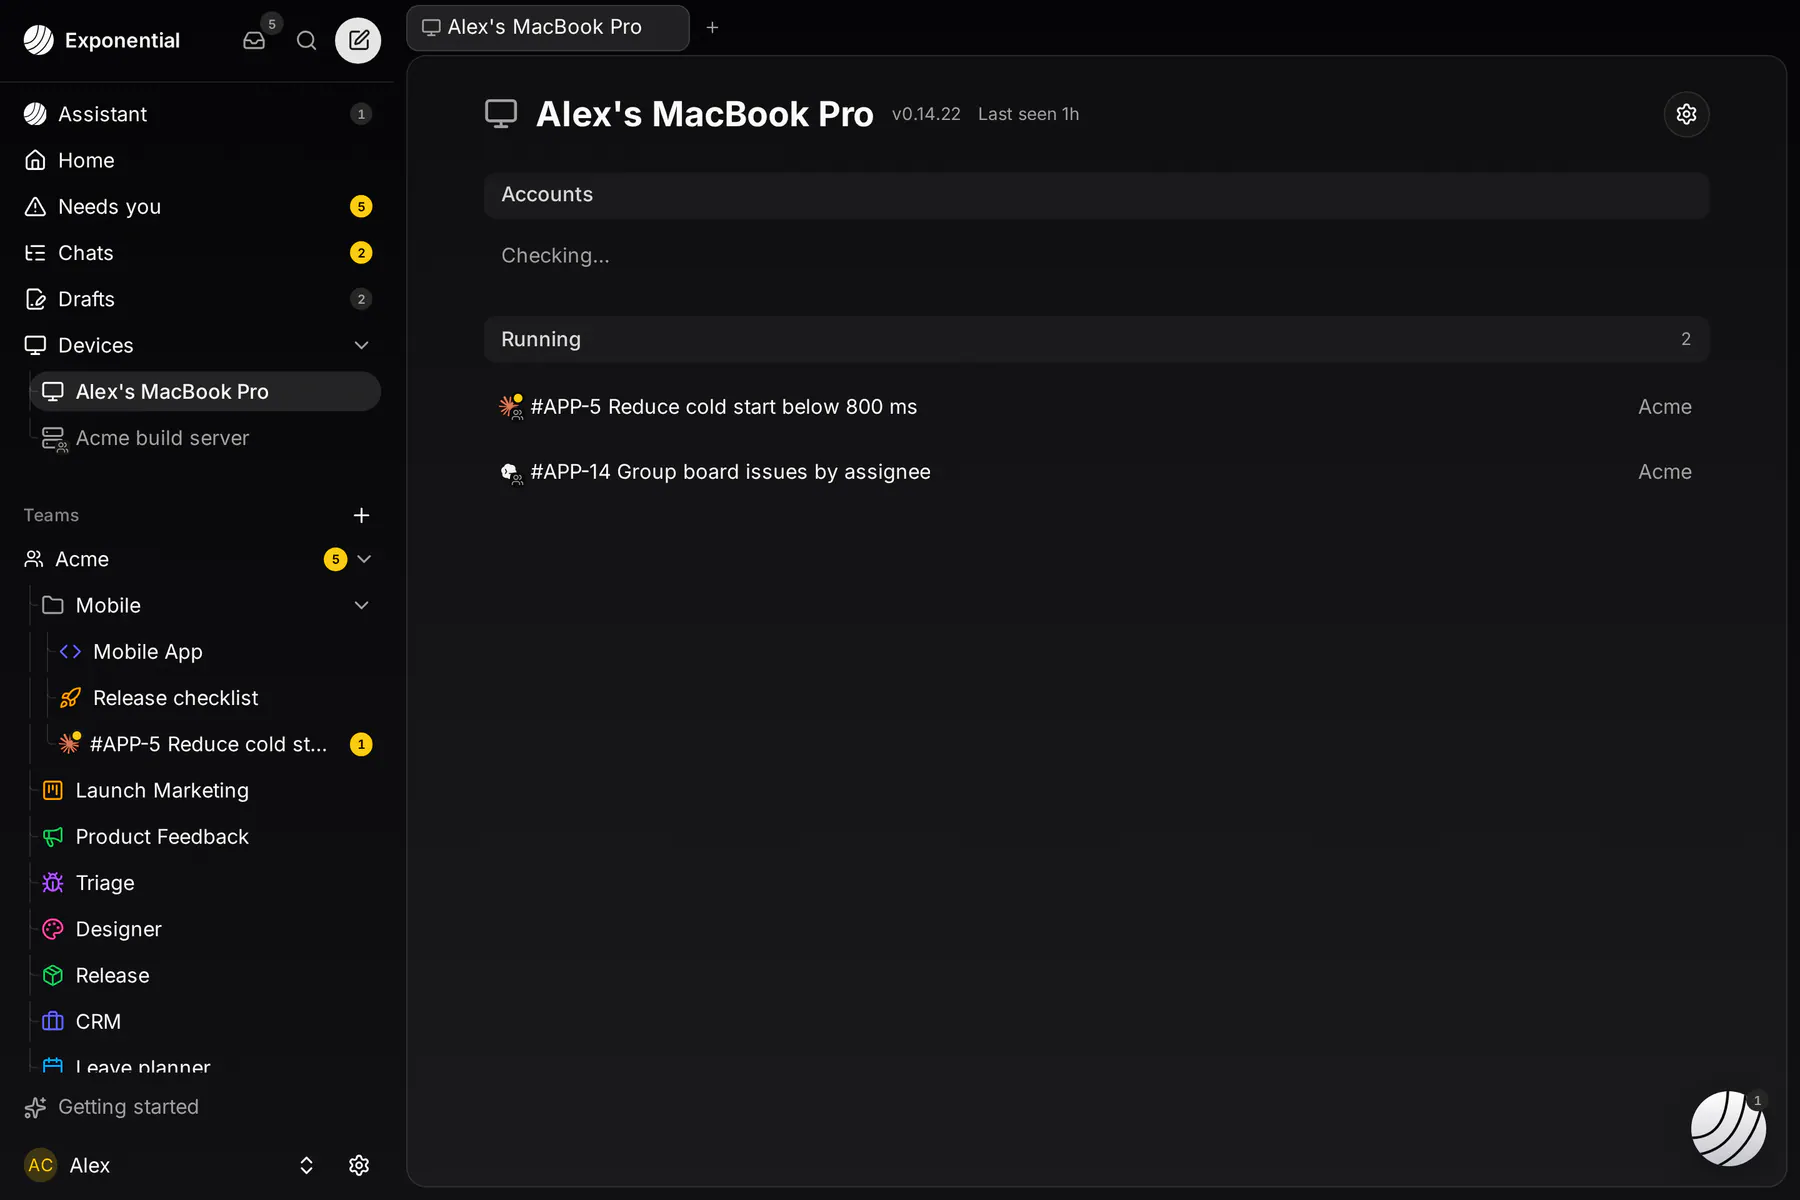 Exponential
5
Assistant
1
Home
Needs you
5
Chats
2
Drafts
2
Devices
Alex's MacBook Pro
Acme build server
Teams
Acme
5
Mobile
Mobile App
Release checklist
#APP-5 Reduce cold st...
1
Launch Marketing
Product Feedback
Triage
Designer
Release
CRM
Leave planner
Getting started
AC
Alex
Alex's MacBook Pro
Alex's MacBook Pro
v0.14.22
Last seen 1h
Accounts
Checking...
Running
2
#APP-5 Reduce cold start below 800 ms
Acme
#APP-14 Group board issues by assignee
Acme
1